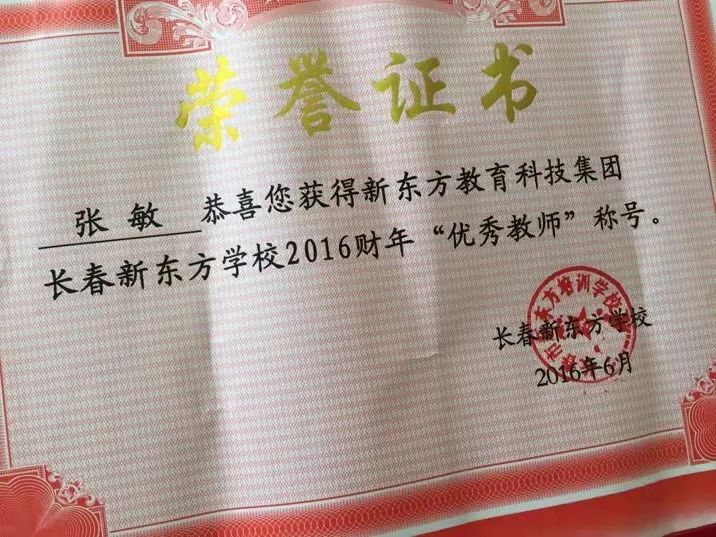 荣誉证书
张敏 恭喜您获得新东方教育科技集团
长春新东方学校2016财年“优秀教师”称号。
长春新东方学校
2016年6月